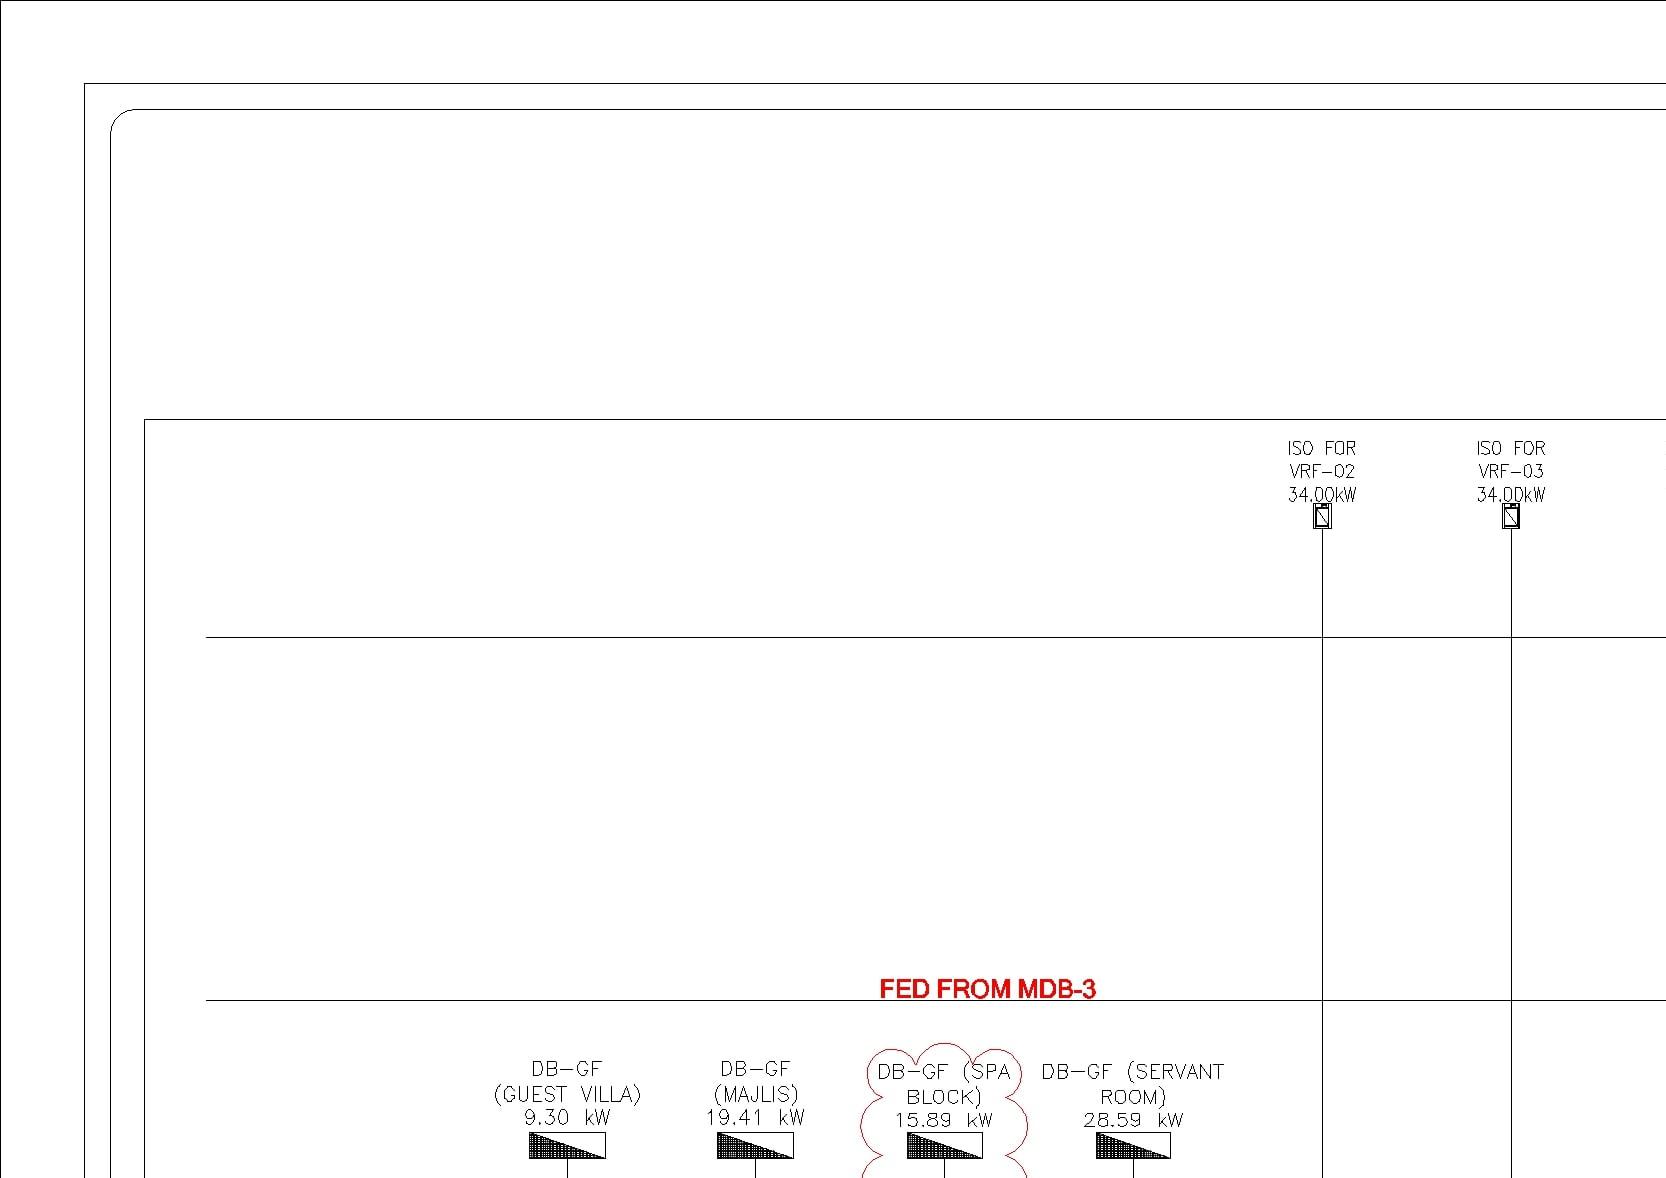 ISO FOR
VRF-02
34.00kW
ISO FOR
VRF-03
34.00kW
FED FROM MDB-3
DB-GF
(GUEST VILLA)
9.30 kW
DB-GF
(MAJLIS)
19.41 kW
DB-GF (SPA
BLOCK)
15.89 kW
DB-GF (SERVANT
ROOM)
28.59 kW